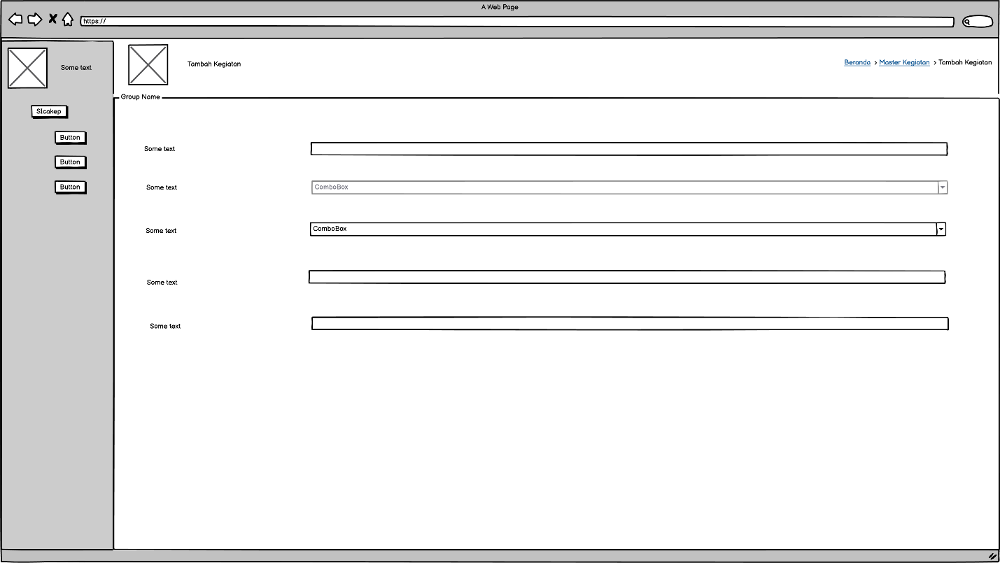 A Web Page
https://
Some text
Tambah Kegiatan
Beranda > Master Kegiatan > Tambah Kegiatan
Group Name
SIcakep
Button
Button
Button
Some text
Some text
ComboBox
Some text
ComboBox
Some text
Some text